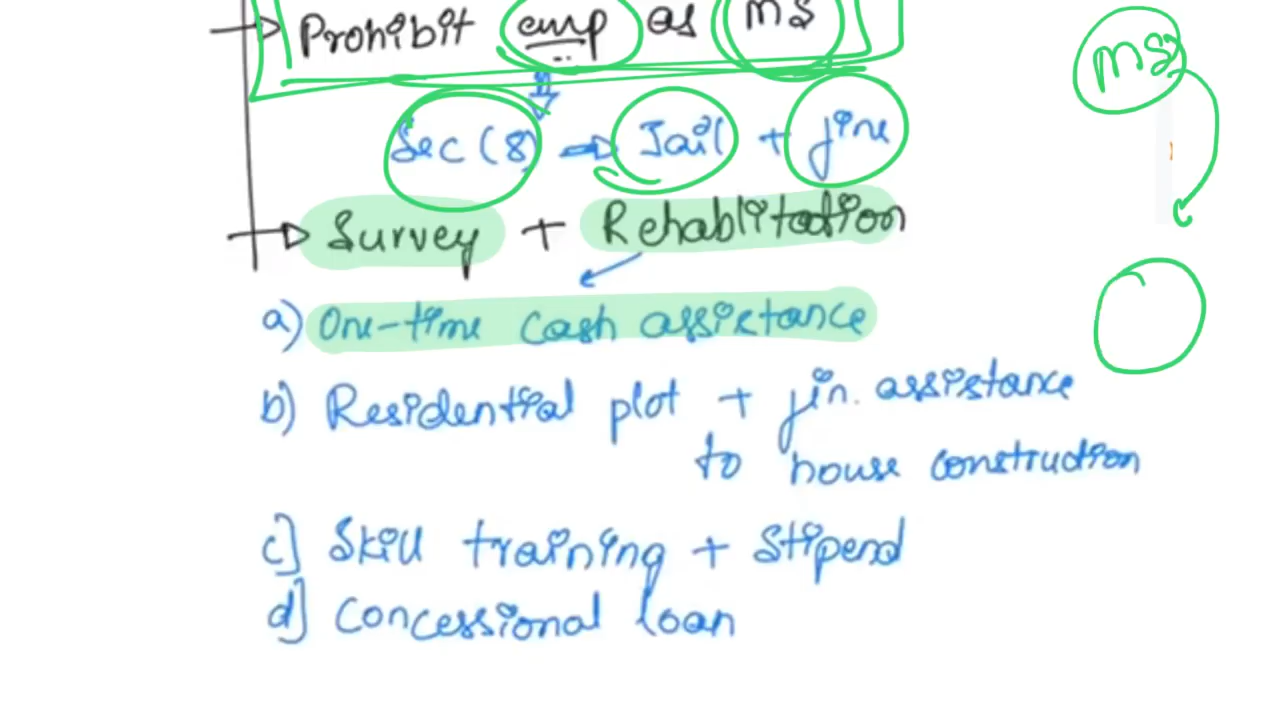 Prohibit emp as MS
MS
Sec (8) → Jail + fine
Survey + Rehablitation
a) One-time cash assistance
b) Residential plot + fin. assistance
to house construction
c] Skill training + Stipend
d] Concessional loan